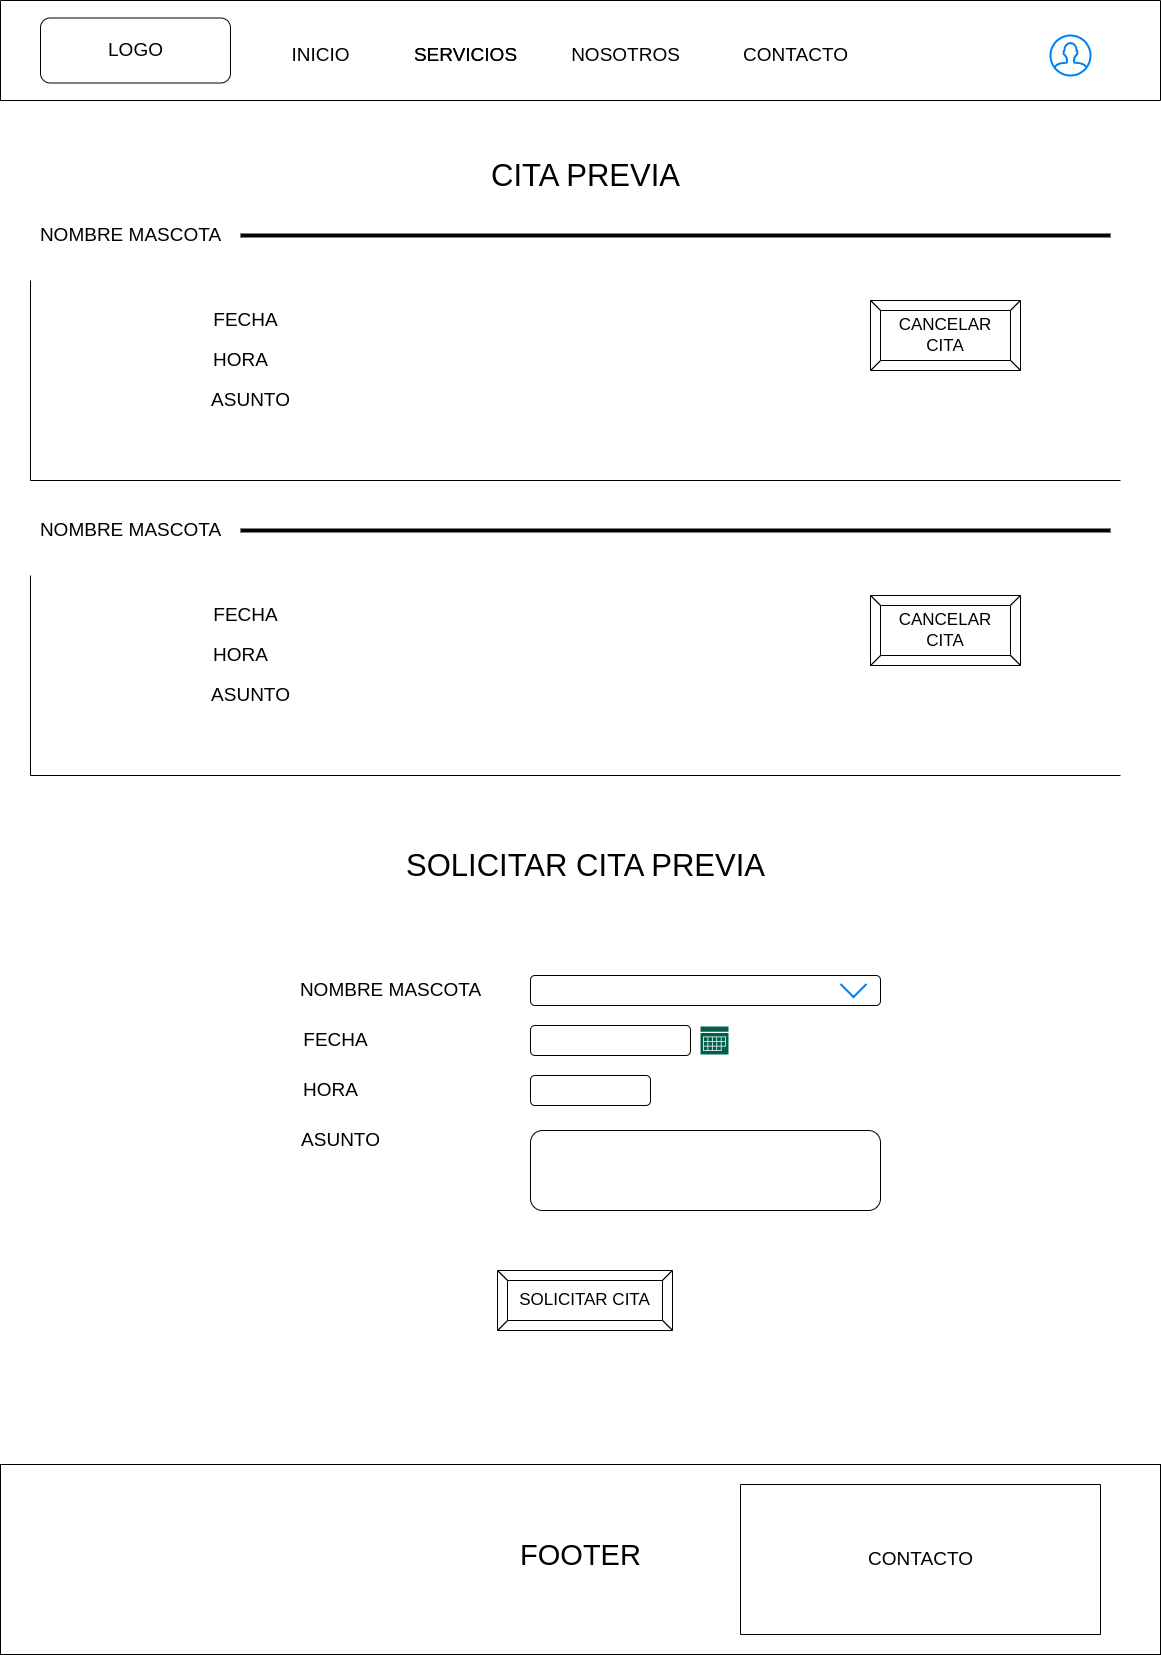 LOGO
INICIO
SERVICIOS
NOSOTROS
CONTACTO
CITA PREVIA
NOMBRE MASCOTA
FECHA
HORA
ASUNTO
CANCELAR
CITA
NOMBRE MASCOTA
FECHA
HORA
ASUNTO
CANCELAR
CITA
SOLICITAR CITA PREVIA
NOMBRE MASCOTA
FECHA
HORA
ASUNTO
SOLICITAR CITA
FOOTER
CONTACTO